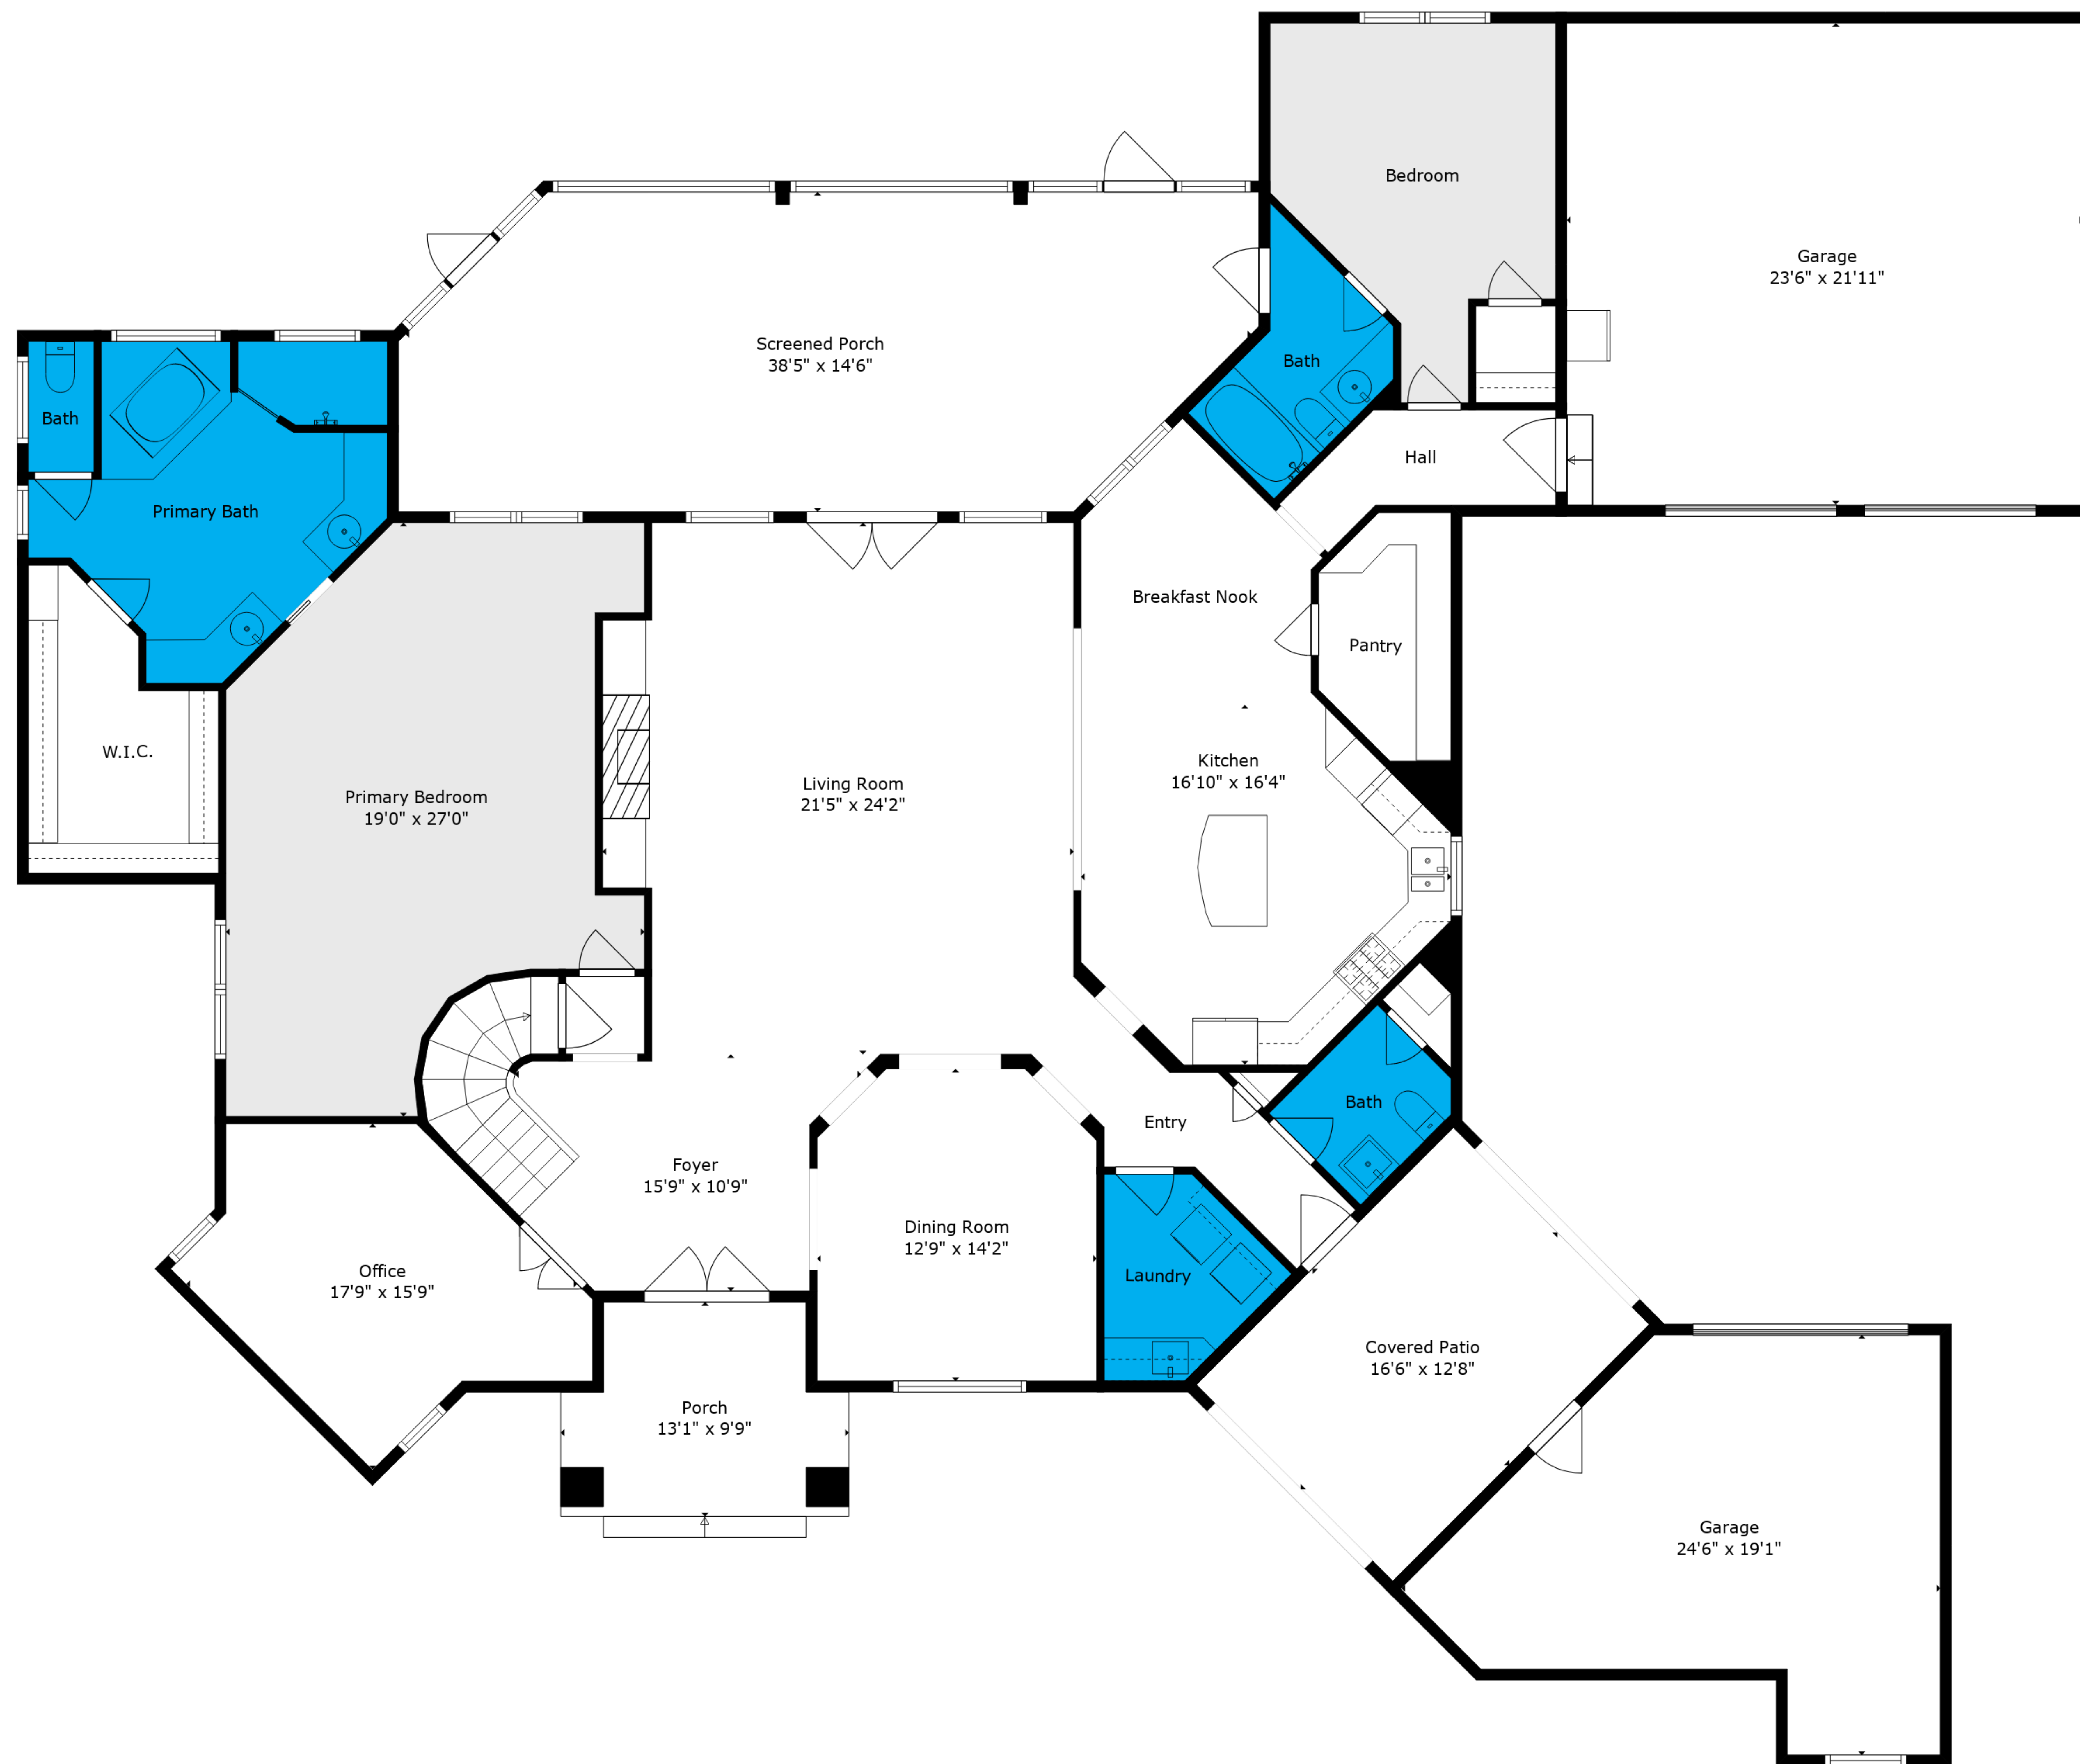 Bedroom
Garage
23'6" x 21'11"
Screened Porch
38'5" x 14'6"
Bath
Bath
Hall
Primary Bath
Breakfast Nook
Pantry
W.I.C.
Primary Bedroom
19'0" x 27'0"
Living Room
21'5" x 24'2"
Kitchen
16'10" x 16'4"
Bath
Entry
Foyer
15'9" x 10'9"
Dining Room
12'9" x 14'2"
Office
17'9" x 15'9"
Laundry
Covered Patio
16'6" x 12'8"
Porch
13'1" x 9'9"
Garage
24'6" x 19'1"